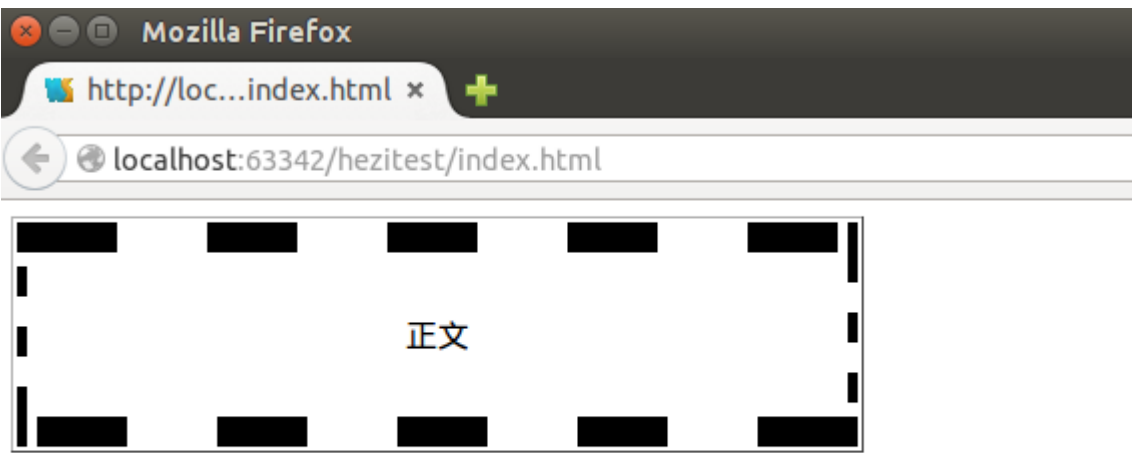 Mozilla Firefox
http://loc...index.html
localhost:63342/hezitest/index.html
正文